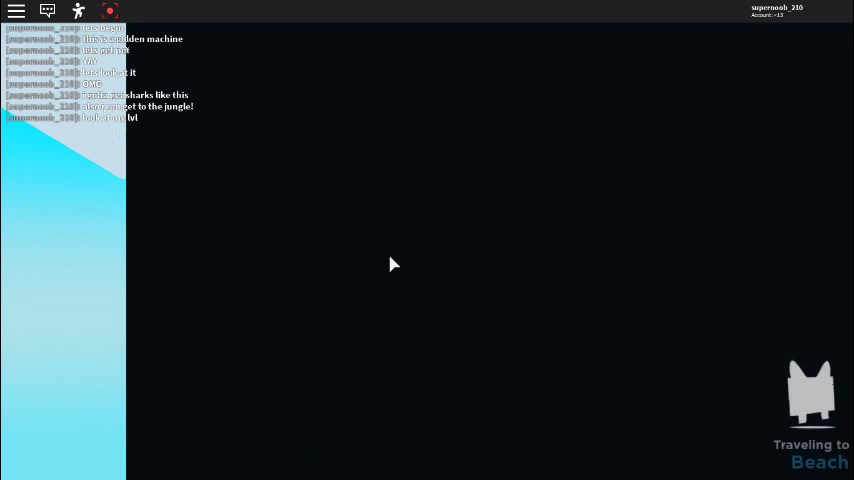 supernoob_210
Account: <13
[supernoob_210]: lets begin
[supernoob_210]: this is a golden machine
[supernoob_210]: lets get pet
[supernoob_210]: YAY
[supernoob_210]: lets look at it
[supernoob_210]: OMG
[supernoob_210]: i gotta get sharks like this
[supernoob_210]: also i can get to the jungle!
[supernoob_210]: look at my lvl
Traveling to
Beach